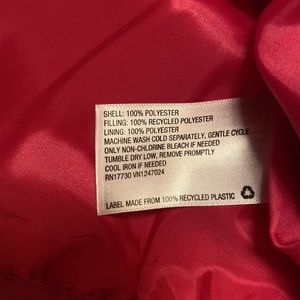 SHELL: 100% POLYESTER
FILLING: 100% RECYCLED POLYESTER
LINING: 100% POLYESTER
MACHINE WASH COLD SEPARATELY, GENTLE CYCLE
ONLY NON-CHLORINE BLEACH IF NEEDED
TUMBLE DRY LOW, REMOVE PROMPTLY
COOL IRON IF NEEDED
RN17730 VN1247024
LABEL MADE FROM 100% RECYCLED PLASTIC